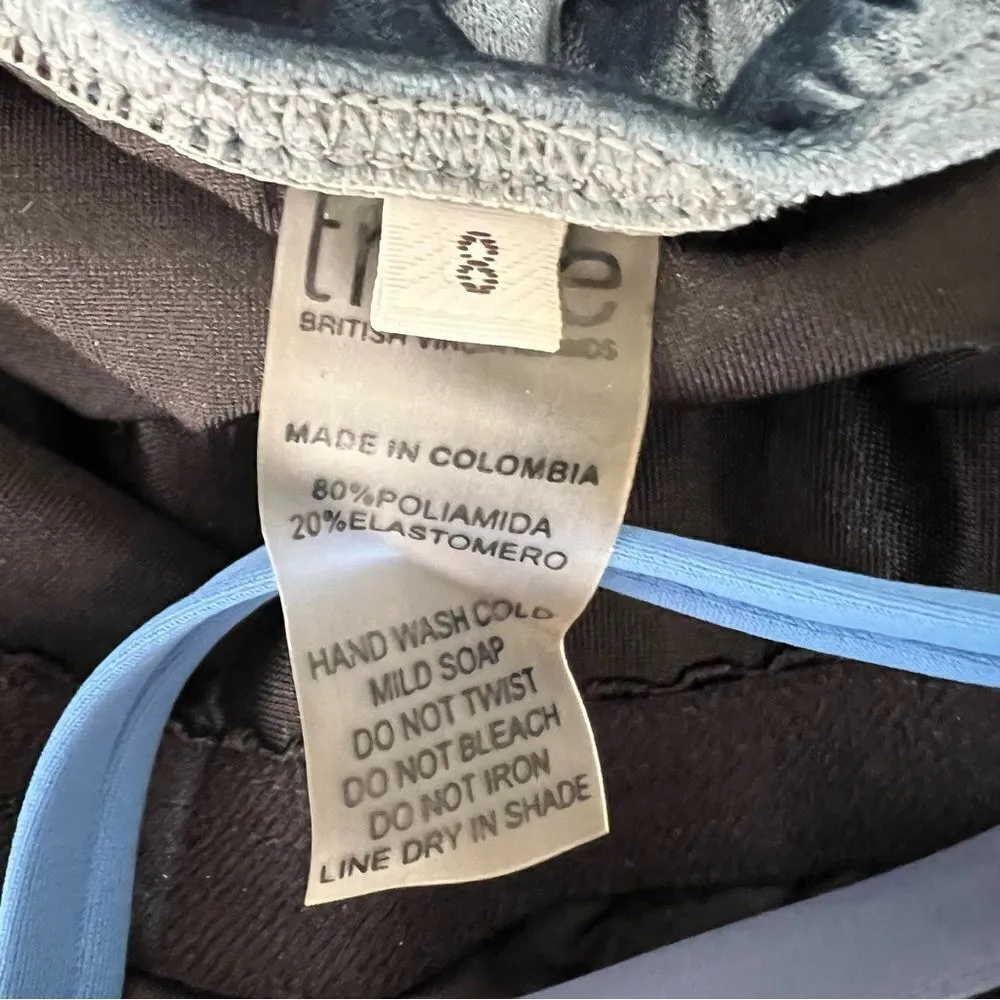 8
BRITISH
MADE IN COLOMBIA
80%POLIAMIDA
20%ELASTOMERO
HAND WASH COLD
MILD SOAP
DO NOT TWIST
DO NOT BLEACH
DO NOT IRON
LINE DRY IN SHADE